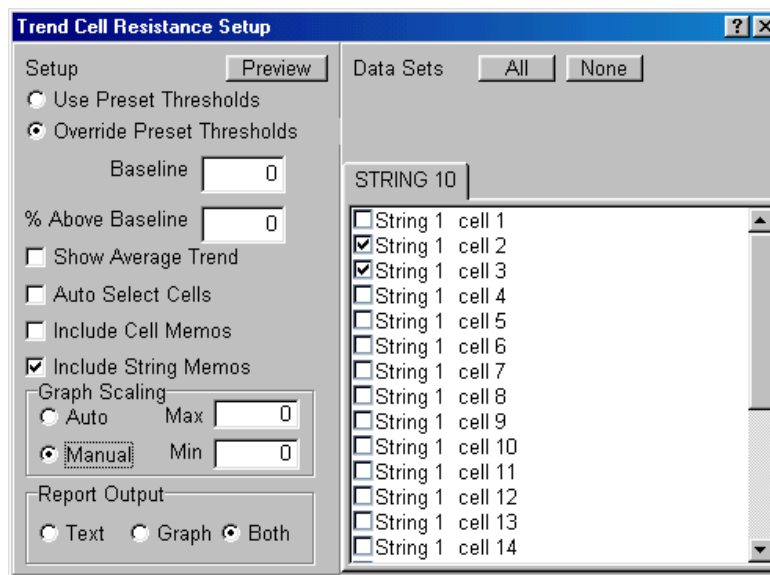 Trend Cell Resistance Setup
Setup
Preview
Use Preset Thresholds
Override Preset Thresholds
Baseline 0
% Above Baseline 0
Show Average Trend
Auto Select Cells
Include Cell Memos
Include String Memos
Graph Scaling
Auto Max 0
Manual Min 0
Report Output
Text Graph Both
Data Sets All None
STRING 10
String 1 cell 1
String 1 cell 2
String 1 cell 3
String 1 cell 4
String 1 cell 5
String 1 cell 6
String 1 cell 7
String 1 cell 8
String 1 cell 9
String 1 cell 10
String 1 cell 11
String 1 cell 12
String 1 cell 13
String 1 cell 14